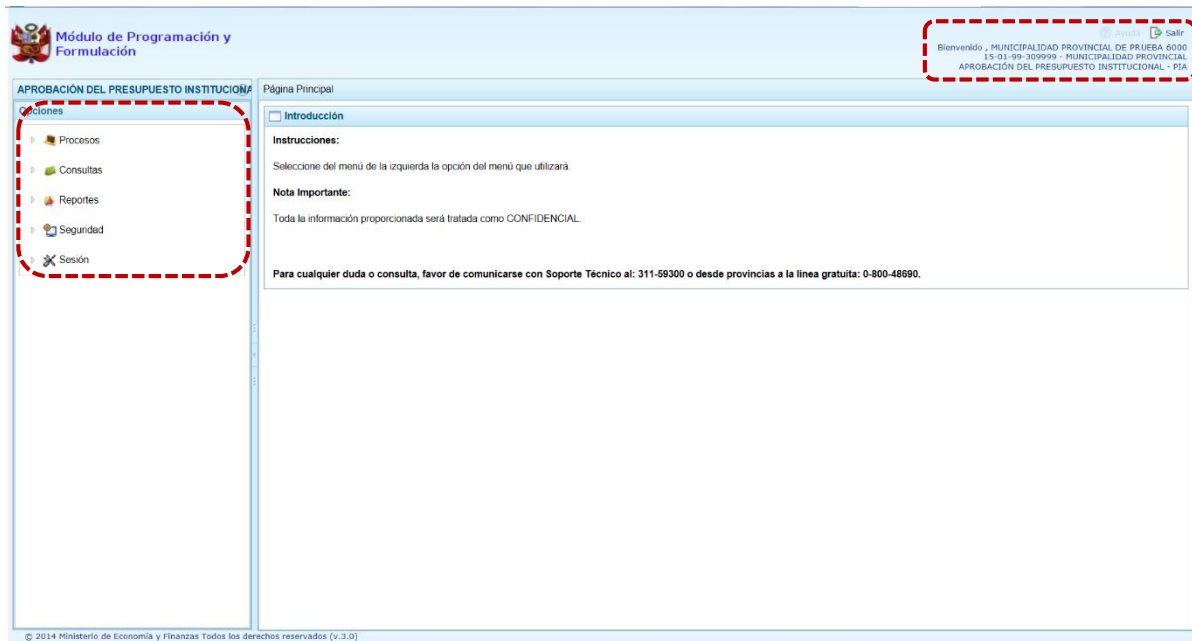 Módulo de Programación y
Formulación
Ayuda Salir
Bienvenido , MUNICIPALIDAD PROVINCIAL DE PRUEBA 6000
15-01-99-309999 - MUNICIPALIDAD PROVINCIAL
APROBACIÓN DEL PRESUPUESTO INSTITUCIONAL - PIA
APROBACIÓN DEL PRESUPUESTO INSTITUCIONA
Página Principal
Opciones
Procesos
Consultas
Reportes
Seguridad
Sesión
Introducción
Instrucciones:
Seleccione del menú de la izquierda la opción del menú que utilizará.
Nota Importante:
Toda la información proporcionada será tratada como CONFIDENCIAL.
Para cualquier duda o consulta, favor de comunicarse con Soporte Técnico al: 311-59300 o desde provincias a la linea gratuita: 0-800-48690.
© 2014 Ministerio de Economía y Finanzas Todos los derechos reservados (v.3.0)